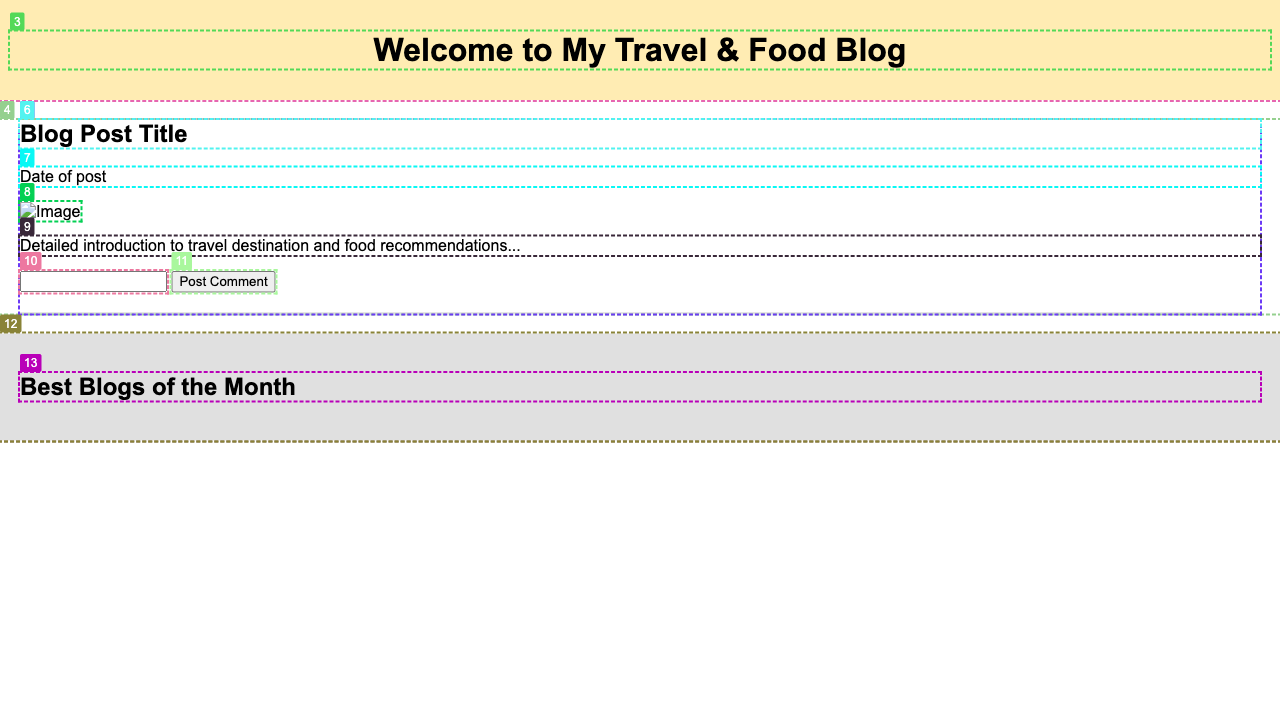 3
Welcome to My Travel & Food Blog
4 6
Blog Post Title
7
Date of post
8
Image
9
Detailed introduction to travel destination and food recommendations...
10 11
Post Comment
12
13
Best Blogs of the Month